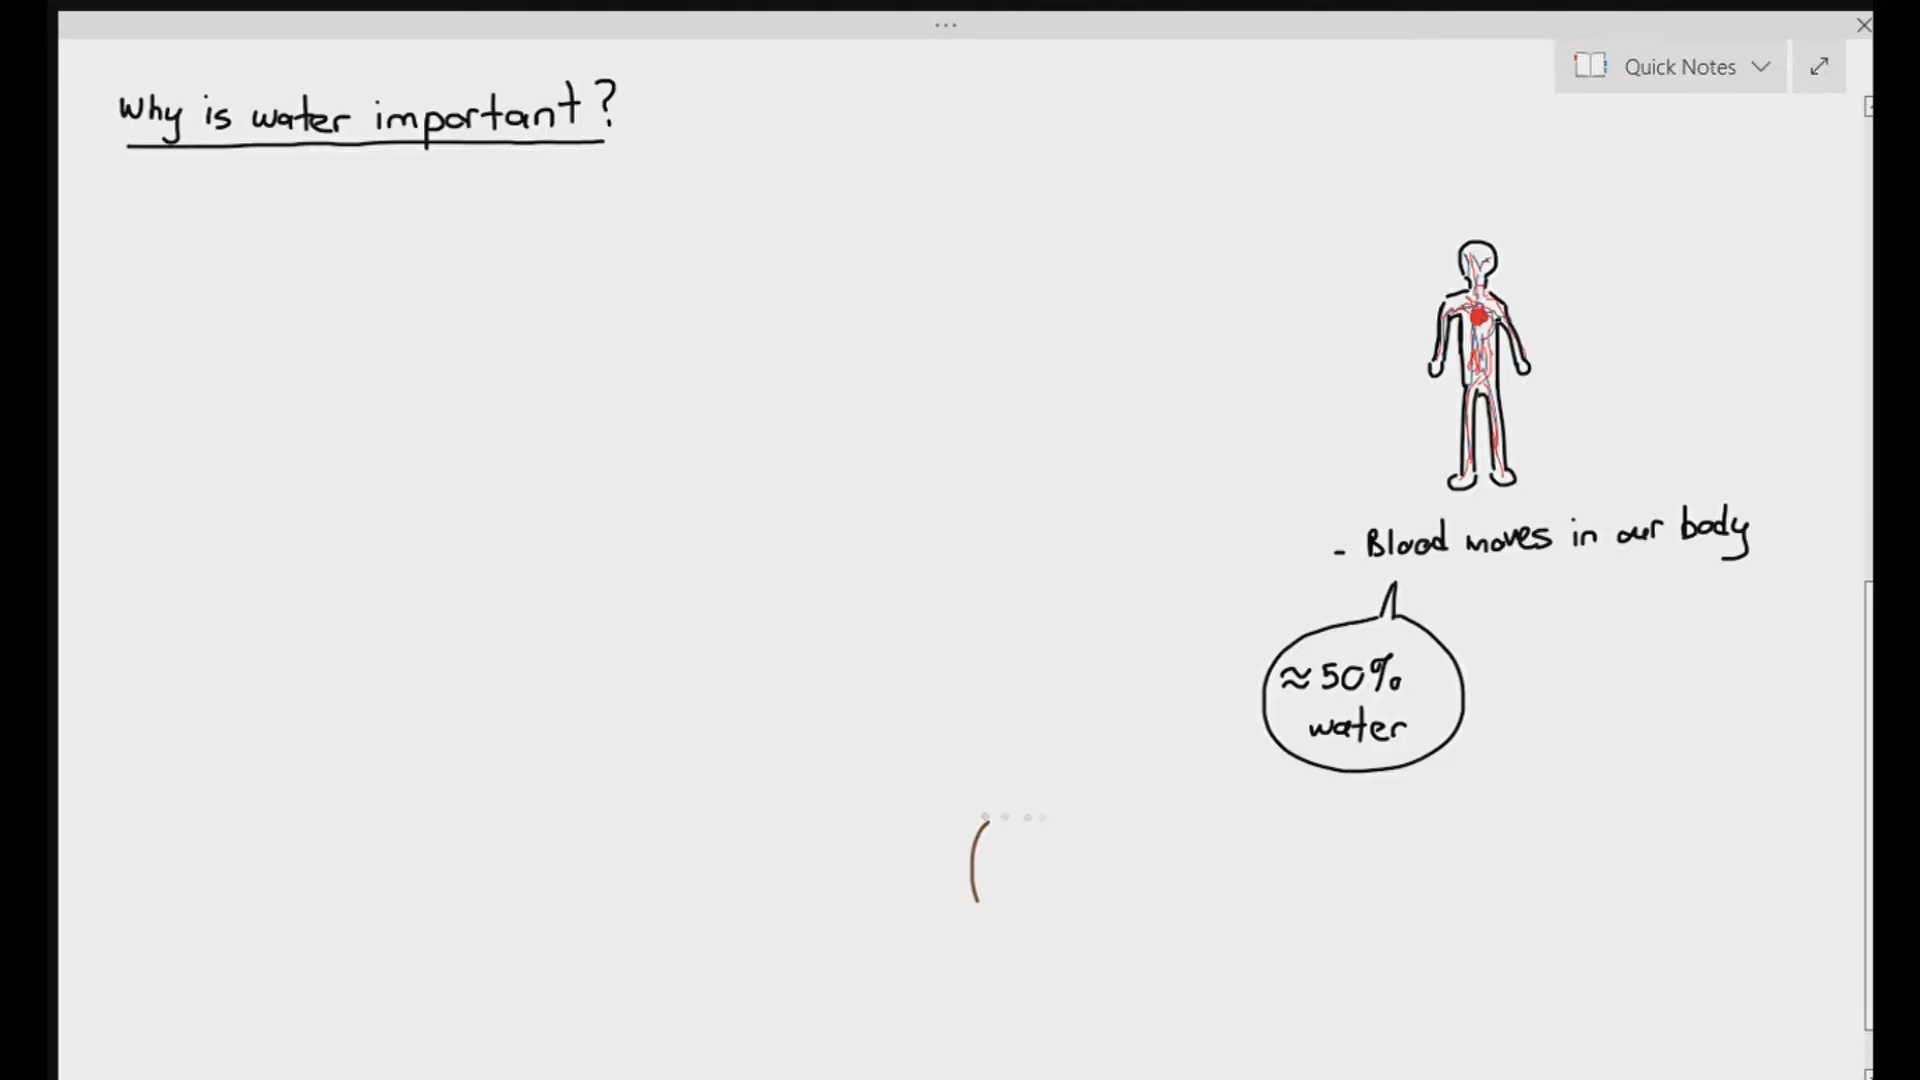 Quick Notes
Why is water important?
- Blood moves in our body
≈50%
water